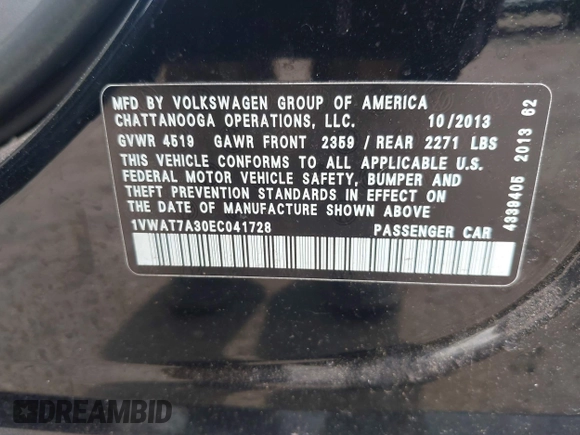 MFD BY VOLKSWAGEN GROUP OF AMERICA
CHATTANOOGA OPERATIONS, LLC. 10/2013
GVWR 4519 GAWR FRONT 2359 / REAR 2271 LBS
THIS VEHICLE CONFORMS TO ALL APPLICABLE U.S.
FEDERAL MOTOR VEHICLE SAFETY, BUMPER AND
THEFT PREVENTION STANDARDS IN EFFECT ON
THE DATE OF MANUFACTURE SHOWN ABOVE.
1VWAT7A30EC041728 PASSENGER CAR
4339405 2013 62
DREAMBID